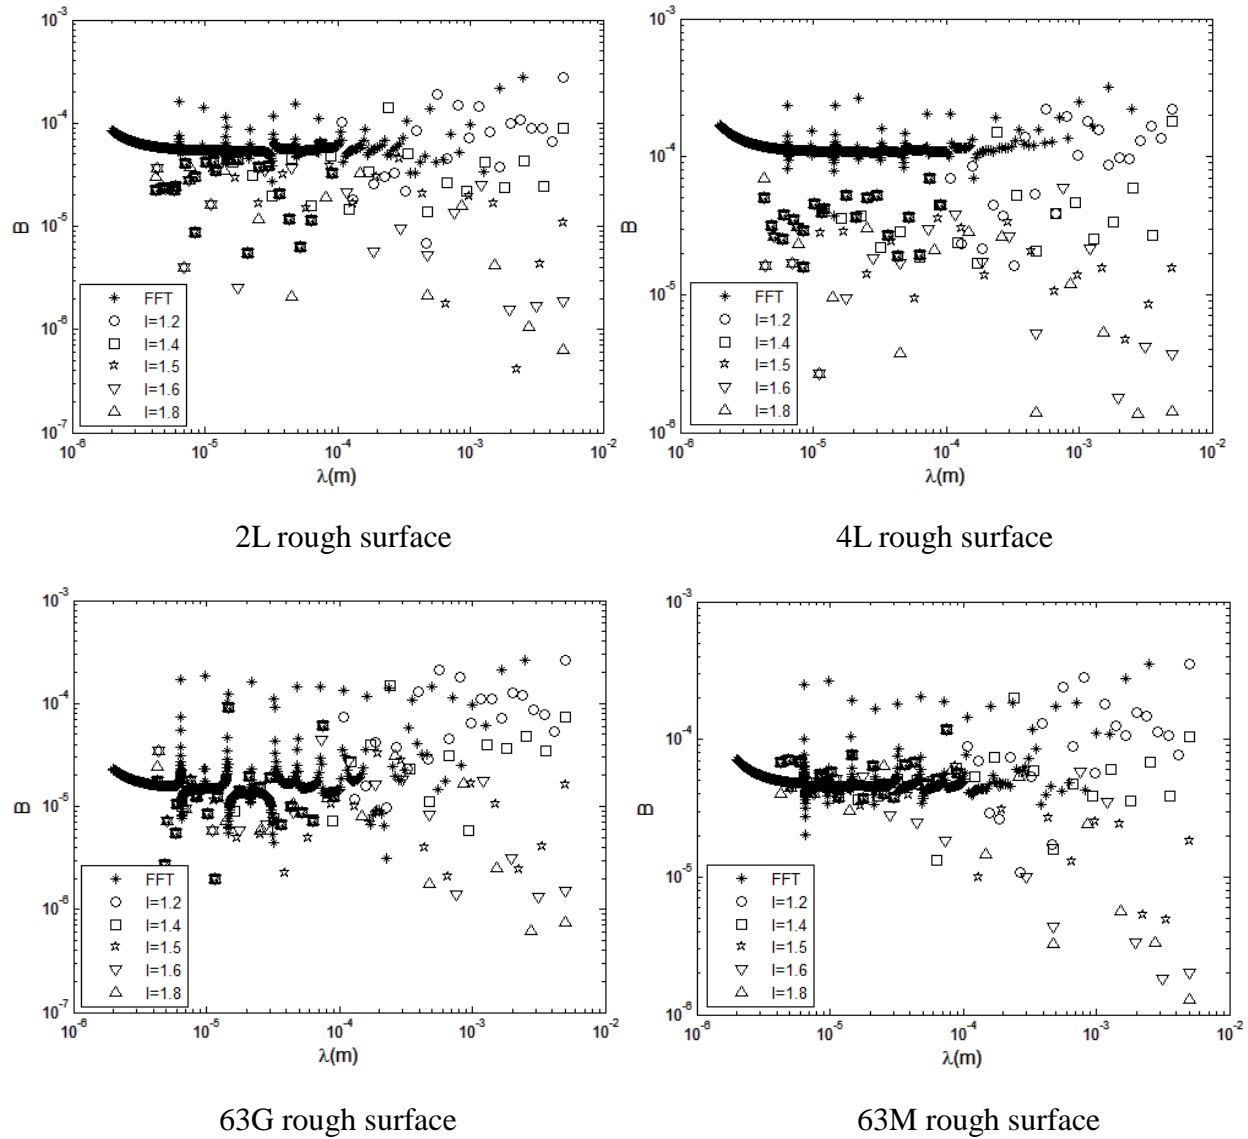 10^-3
10^-4
10^-5
10^-6
10^-7
B
FFT
l=1.2
l=1.4
l=1.5
l=1.6
l=1.8
10^-6 10^-5 10^-4 10^-3 10^-2
λ(m)
2L rough surface
10^-3
10^-4
10^-5
10^-6
B
FFT
l=1.2
l=1.4
l=1.5
l=1.6
l=1.8
10^-6 10^-5 10^-4 10^-3 10^-2
λ(m)
4L rough surface
10^-3
10^-4
10^-5
10^-6
10^-7
B
FFT
l=1.2
l=1.4
l=1.5
l=1.6
l=1.8
10^-6 10^-5 10^-4 10^-3 10^-2
λ(m)
63G rough surface
10^-3
10^-4
10^-5
10^-6
B
FFT
l=1.2
l=1.4
l=1.5
l=1.6
l=1.8
10^-6 10^-5 10^-4 10^-3 10^-2
λ(m)
63M rough surface